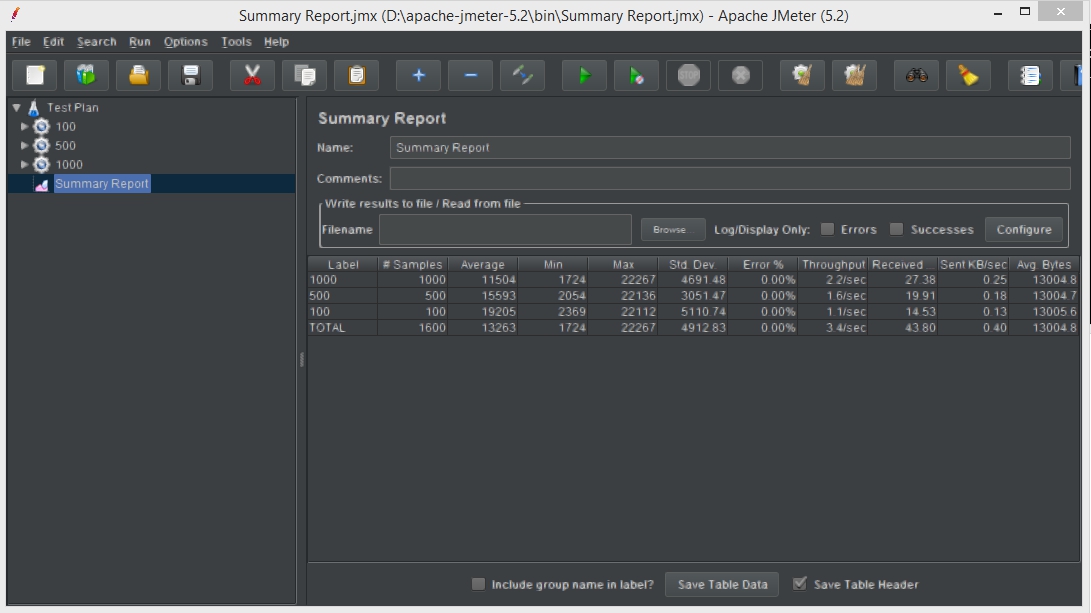 Summary Report.jmx (D:\apache-jmeter-5.2\bin\Summary Report.jmx) - Apache JMeter (5.2)
File Edit Search Run Options Tools Help
STOP
Test Plan
100
500
1000
Summary Report
Summary Report
Name: Summary Report
Comments:
Write results to file / Read from file
Filename Browse... Log/Display Only: Errors Successes Configure
Label # Samples Average Min Max Std. Dev. Error % Throughput Received ... Sent KB/sec Avg. Bytes
1000 1000 11504 1724 22267 4691.48 0.00% 2.2/sec 27.38 0.25 13004.8
500 500 15593 2054 22136 3051.47 0.00% 1.6/sec 19.91 0.18 13004.7
100 100 19205 2369 22112 5110.74 0.00% 1.1/sec 14.53 0.13 13005.6
TOTAL 1600 13263 1724 22267 4912.83 0.00% 3.4/sec 43.80 0.40 13004.8
Include group name in label? Save Table Data Save Table Header